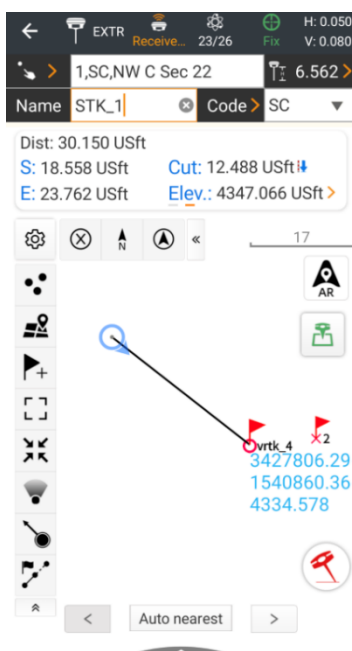 EXTR
Receive...
23/26
Fix
H: 0.050
V: 0.080
1,SC,NW C Sec 22
6.562 >
Name STK_1 Code > SC
Dist: 30.150 USft
S: 18.558 USft Cut: 12.488 USft
E: 23.762 USft Elev.: 4347.066 USft >
N
«
17
AR
vrtk_4
2
3427806.29
1540860.36
4334.578
< Auto nearest >